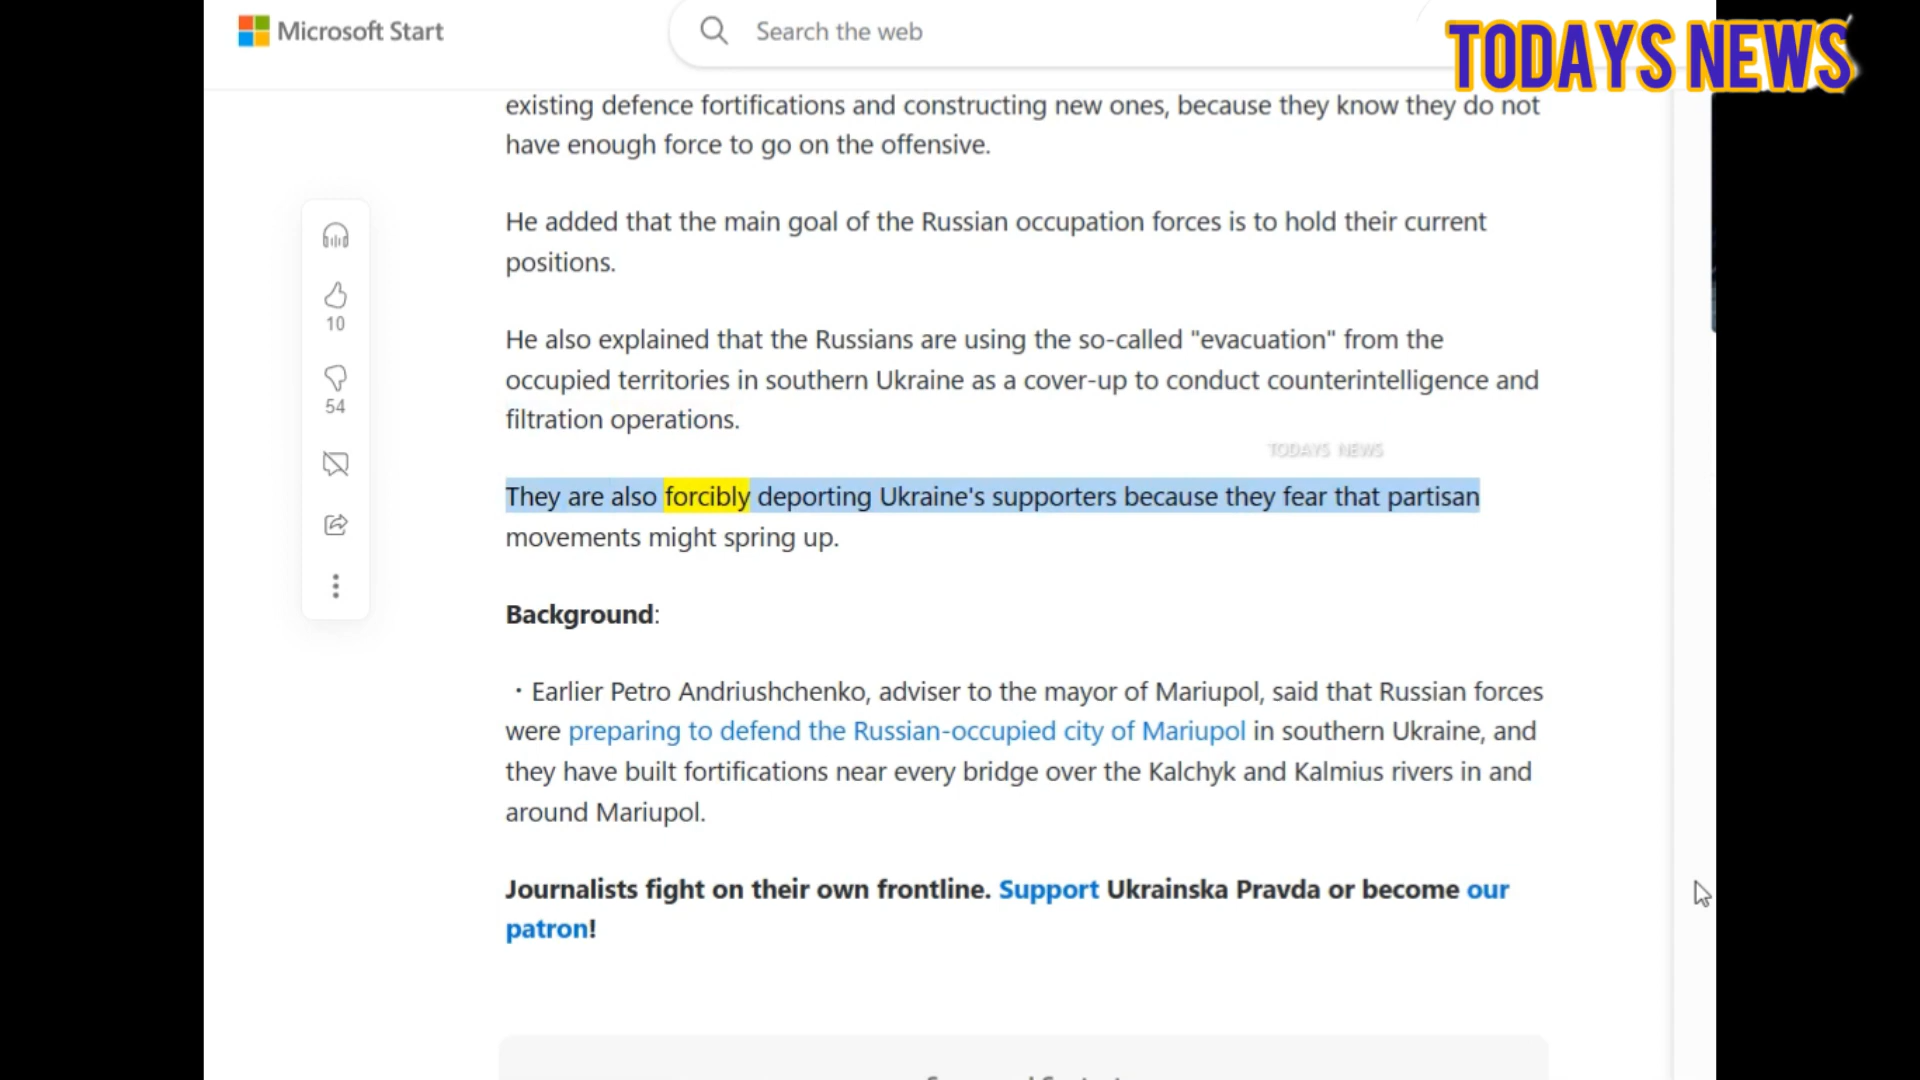 Microsoft Start
Search the web
TODAYS NEWS
existing defence fortifications and constructing new ones, because they know they do not
have enough force to go on the offensive.
He added that the main goal of the Russian occupation forces is to hold their current
positions.
He also explained that the Russians are using the so-called "evacuation" from the
occupied territories in southern Ukraine as a cover-up to conduct counterintelligence and
filtration operations.
10
54
TODAYS NEWS
They are also forcibly deporting Ukraine's supporters because they fear that partisan
movements might spring up.
Background:
・Earlier Petro Andriushchenko, adviser to the mayor of Mariupol, said that Russian forces
were preparing to defend the Russian-occupied city of Mariupol in southern Ukraine, and
they have built fortifications near every bridge over the Kalchyk and Kalmius rivers in and
around Mariupol.
Journalists fight on their own frontline. Support Ukrainska Pravda or become our
patron!